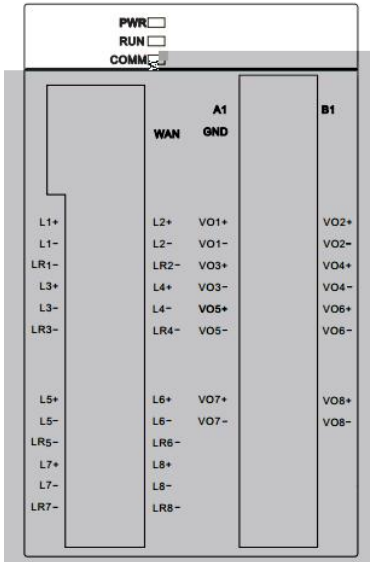 PWR
RUN
COMM
A1 B1
WAN GND
L1+ L2+ VO1+ VO2+
L1- L2- VO1- VO2-
LR1- LR2- VO3+ VO4+
L3+ L4+ VO3- VO4-
L3- L4- VO5+ VO6+
LR3- LR4- VO5- VO6-
L5+ L6+ VO7+ VO8+
L5- L6- VO7- VO8-
LR5- LR6-
L7+ L8+
L7- L8-
LR7- LR8-